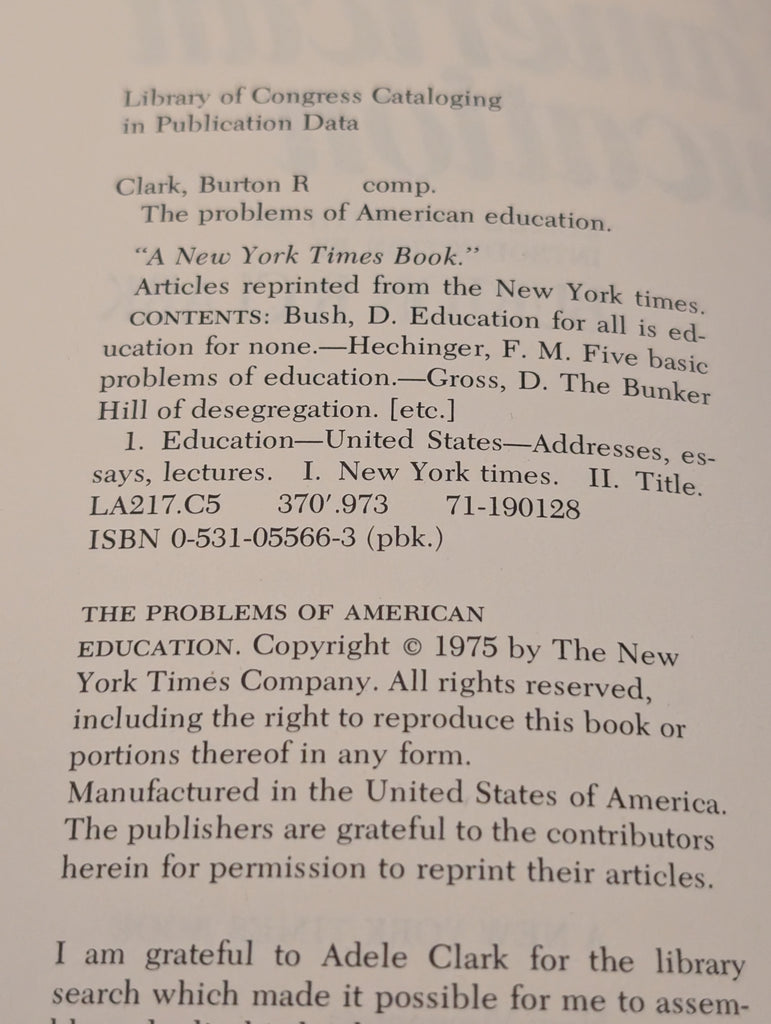 Library of Congress Cataloging
in Publication Data
Clark, Burton R comp.
The problems of American education.
“A New York Times Book.”
Articles reprinted from the New York times.
CONTENTS: Bush, D. Education for all is ed-
ucation for none.—Hechinger, F. M. Five basic
problems of education.—Gross, D. The Bunker
Hill of desegregation. [etc.]
1. Education—United States—Addresses, es-
says, lectures. I. New York times. II. Title.
LA217.C5 370′.973 71-190128
ISBN 0-531-05566-3 (pbk.)
THE PROBLEMS OF AMERICAN
EDUCATION. Copyright © 1975 by The New
York Times Company. All rights reserved,
including the right to reproduce this book or
portions thereof in any form.
Manufactured in the United States of America.
The publishers are grateful to the contributors
herein for permission to reprint their articles.
I am grateful to Adele Clark for the library
search which made it possible for me to assem-